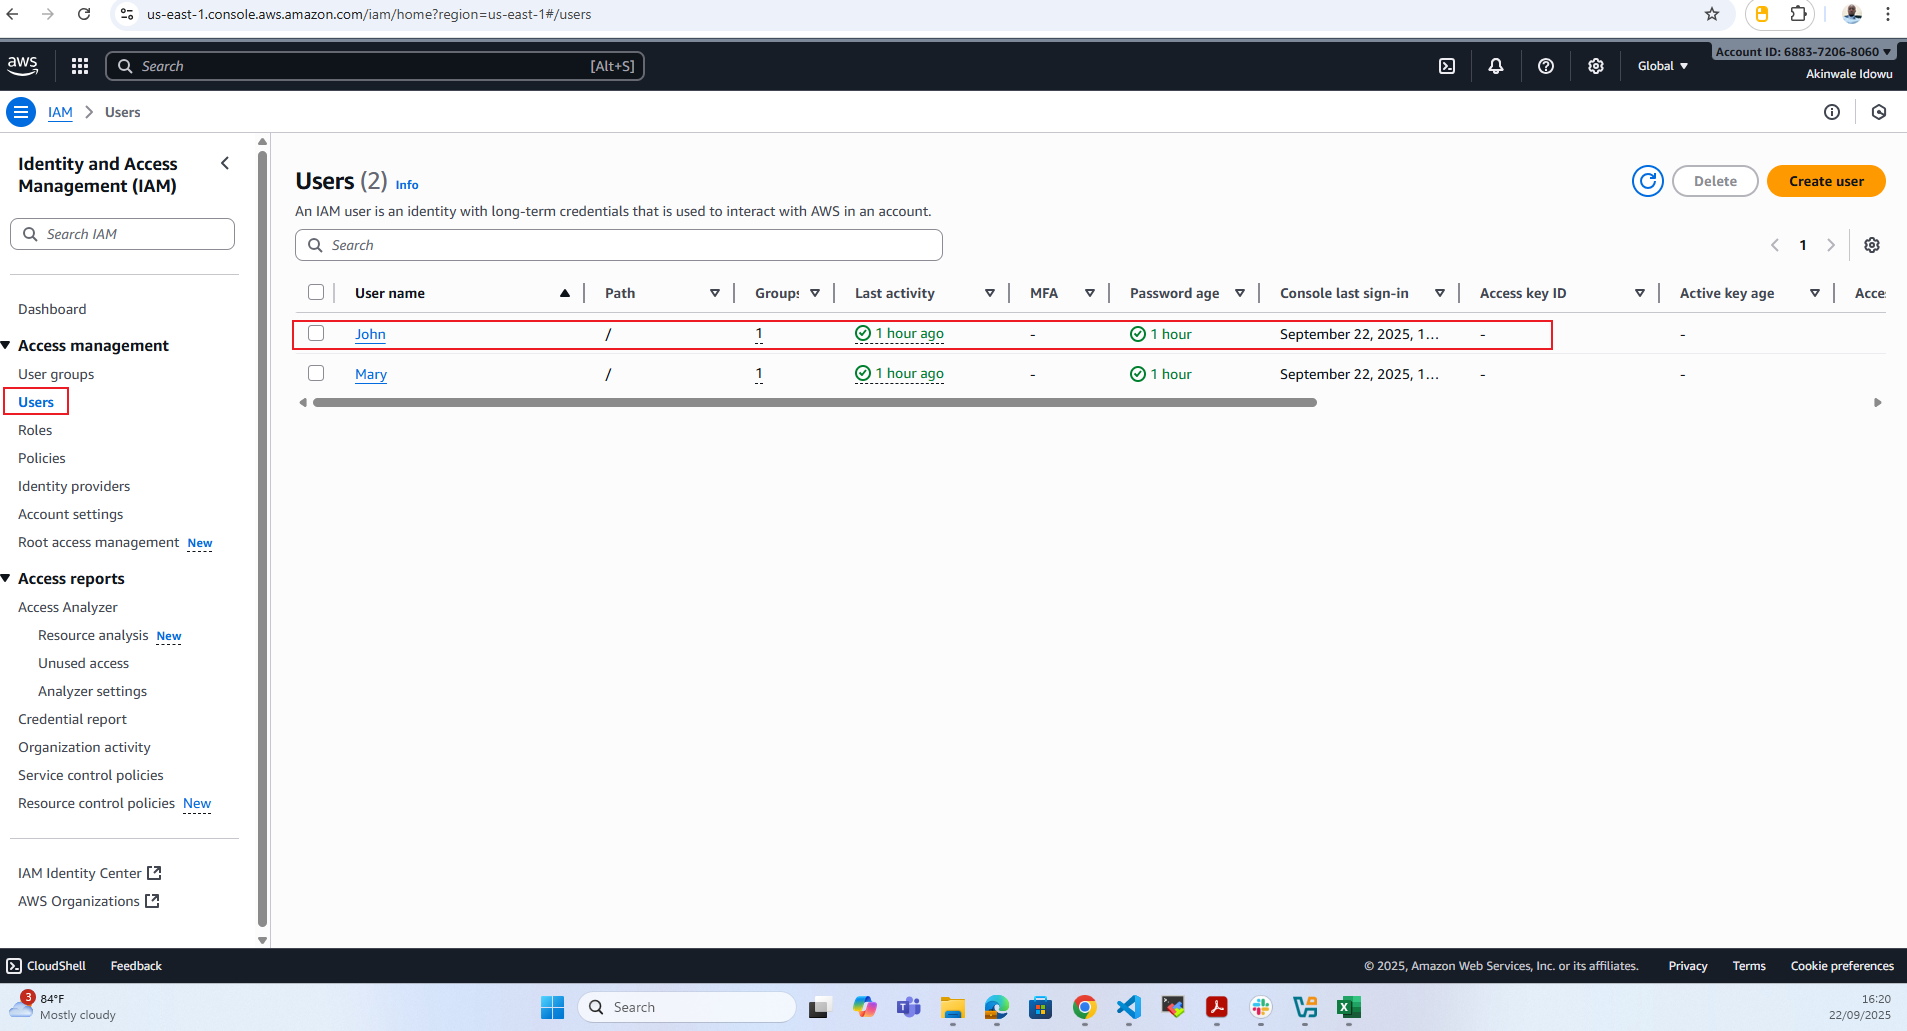 us-east-1.console.aws.amazon.com/iam/home?region=us-east-1#/users
aws
Search
[Alt+S]
Global
Account ID: 6883-7206-8060
Akinwale Idowu
IAM
Users
Identity and Access
Management (IAM)
Search IAM
Dashboard
Access management
User groups
Users
Roles
Policies
Identity providers
Account settings
Root access management New
Access reports
Access Analyzer
Resource analysis New
Unused access
Analyzer settings
Credential report
Organization activity
Service control policies
Resource control policies New
IAM Identity Center
AWS Organizations
Users (2) Info
Delete
Create user
An IAM user is an identity with long-term credentials that is used to interact with AWS in an account.
Search
1
User name Path Groups Last activity MFA Password age Console last sign-in Access key ID Active key age Acce
John / 1 1 hour ago - 1 hour September 22, 2025, 1... - -
Mary / 1 1 hour ago - 1 hour September 22, 2025, 1... - -
CloudShell Feedback © 2025, Amazon Web Services, Inc. or its affiliates. Privacy Terms Cookie preferences
3
84°F
Mostly cloudy
Search
16:20
22/09/2025